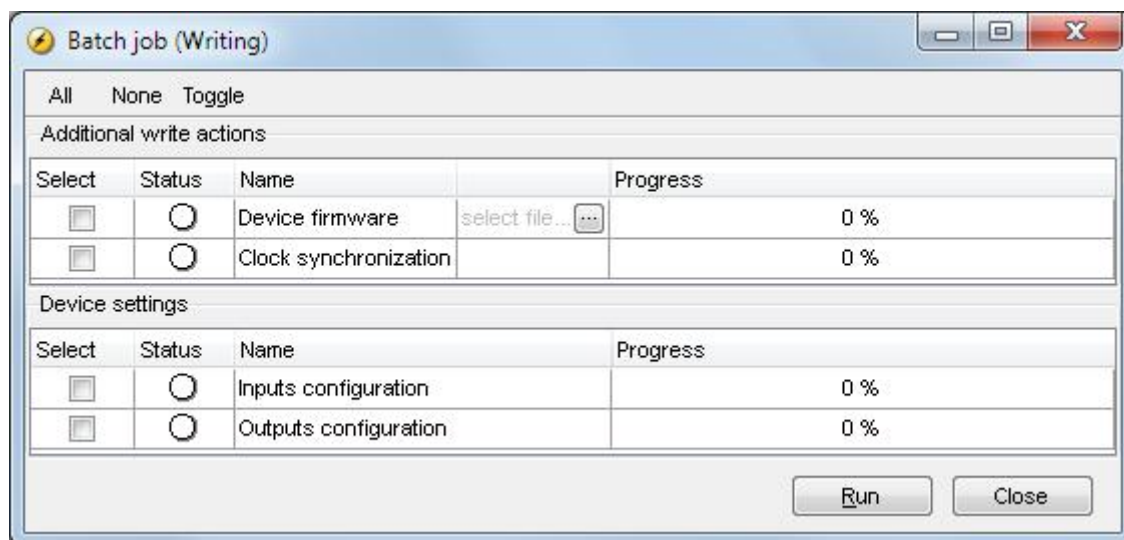 Batch job (Writing)
All None Toggle
Additional write actions
Select Status Name Progress
Device firmware select file... ... 0 %
Clock synchronization 0 %
Device settings
Select Status Name Progress
Inputs configuration 0 %
Outputs configuration 0 %
Run Close